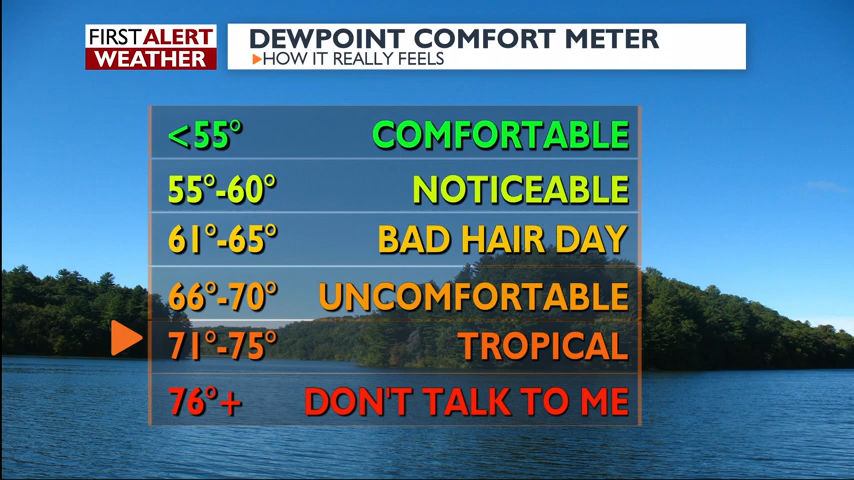 FIRST ALERT
WEATHER
DEWPOINT COMFORT METER
HOW IT REALLY FEELS
<55° COMFORTABLE
55°-60° NOTICEABLE
61°-65° BAD HAIR DAY
66°-70° UNCOMFORTABLE
71°-75° TROPICAL
76°+ DON'T TALK TO ME